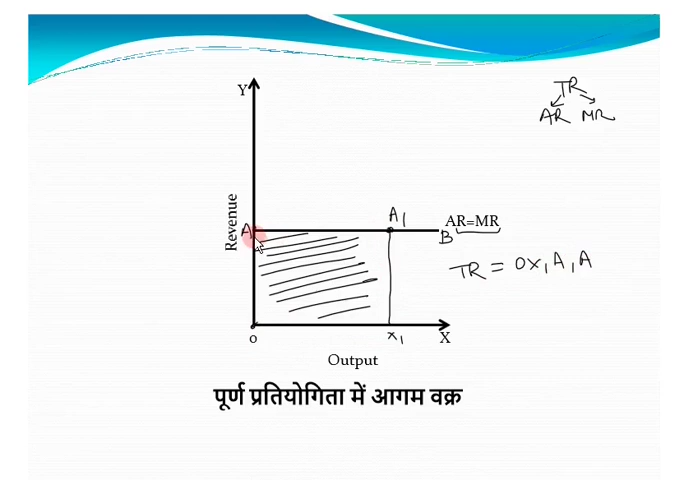 Y
TR
AR MR
Revenue
A
A1
AR=MR
B
TR = OX1A1A
o
x1
X
Output
पूर्ण प्रतियोगिता में आगम वक्र